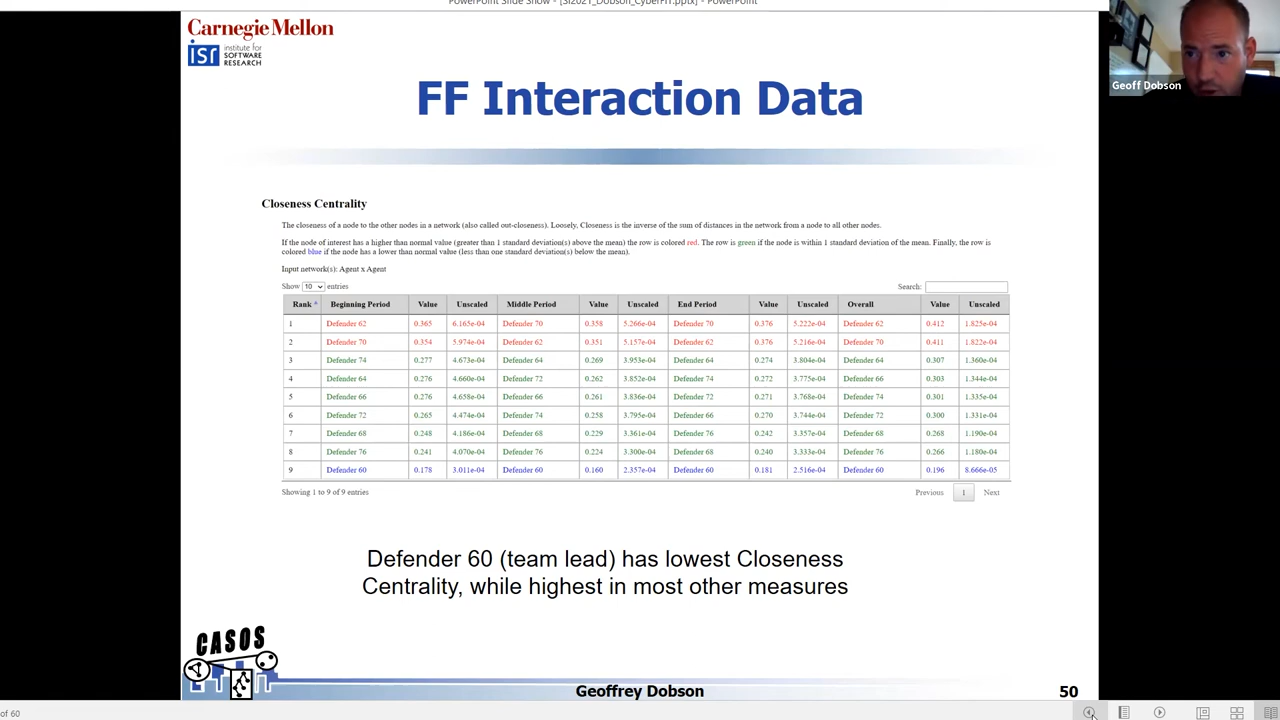 PowerPoint Slide Show - [SI2021_Dobson_CyberFIT.pptx] - PowerPoint
Carnegie Mellon
isr institute for
SOFTWARE
RESEARCH
Geoff Dobson
FF Interaction Data
Closeness Centrality
The closeness of a node to the other nodes in a network (also called out-closeness). Loosely, Closeness is the inverse of the sum of distances in the network from a node to all other nodes.
If the node of interest has a higher than normal value (greater than 1 standard deviation(s) above the mean) the row is colored red. The row is green if the node is within 1 standard deviation of the mean. Finally, the row is
colored blue if the node has a lower than normal value (less than one standard deviation(s) below the mean).
Input network(s): Agent x Agent
Show 10 entries Search:
Rank Beginning Period Value Unscaled Middle Period Value Unscaled End Period Value Unscaled Overall Value Unscaled
1 Defender 62 0.365 6.165e-04 Defender 70 0.358 5.266e-04 Defender 70 0.376 5.222e-04 Defender 62 0.412 1.825e-04
2 Defender 70 0.354 5.974e-04 Defender 62 0.351 5.157e-04 Defender 62 0.376 5.216e-04 Defender 70 0.411 1.822e-04
3 Defender 74 0.277 4.673e-04 Defender 64 0.269 3.953e-04 Defender 64 0.274 3.804e-04 Defender 64 0.307 1.360e-04
4 Defender 64 0.276 4.660e-04 Defender 72 0.262 3.852e-04 Defender 74 0.272 3.775e-04 Defender 66 0.303 1.344e-04
5 Defender 66 0.276 4.658e-04 Defender 66 0.261 3.836e-04 Defender 72 0.271 3.768e-04 Defender 74 0.301 1.335e-04
6 Defender 72 0.265 4.474e-04 Defender 74 0.258 3.795e-04 Defender 66 0.270 3.744e-04 Defender 72 0.300 1.331e-04
7 Defender 68 0.248 4.186e-04 Defender 68 0.229 3.361e-04 Defender 76 0.242 3.357e-04 Defender 68 0.268 1.190e-04
8 Defender 76 0.241 4.070e-04 Defender 76 0.224 3.300e-04 Defender 68 0.240 3.333e-04 Defender 76 0.266 1.180e-04
9 Defender 60 0.178 3.011e-04 Defender 60 0.160 2.357e-04 Defender 60 0.181 2.516e-04 Defender 60 0.196 8.666e-05
Showing 1 to 9 of 9 entries Previous 1 Next
Defender 60 (team lead) has lowest Closeness
Centrality, while highest in most other measures
CASOS
Geoffrey Dobson 50
of 60